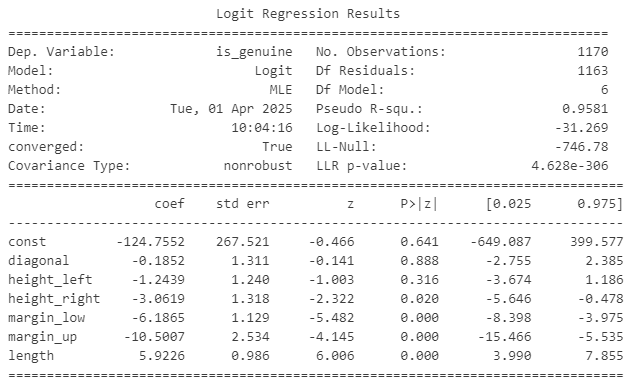 Logit Regression Results
==============================================================================
Dep. Variable: is_genuine No. Observations: 1170
Model: Logit Df Residuals: 1163
Method: MLE Df Model: 6
Date: Tue, 01 Apr 2025 Pseudo R-squ.: 0.9581
Time: 10:04:16 Log-Likelihood: -31.269
converged: True LL-Null: -746.78
Covariance Type: nonrobust LLR p-value: 4.628e-306
================================================================================
coef std err z P>|z| [0.025 0.975]
--------------------------------------------------------------------------------
const -124.7552 267.521 -0.466 0.641 -649.087 399.577
diagonal -0.1852 1.311 -0.141 0.888 -2.755 2.385
height_left -1.2439 1.240 -1.003 0.316 -3.674 1.186
height_right -3.0619 1.318 -2.322 0.020 -5.646 -0.478
margin_low -6.1865 1.129 -5.482 0.000 -8.398 -3.975
margin_up -10.5007 2.534 -4.145 0.000 -15.466 -5.535
length 5.9226 0.986 6.006 0.000 3.990 7.855
================================================================================